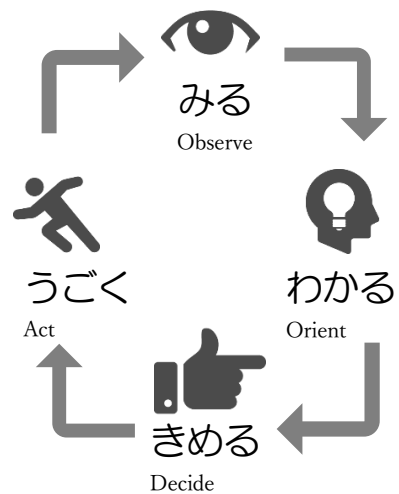 みる
Observe
わかる
Orient
きめる
Decide
うごく
Act